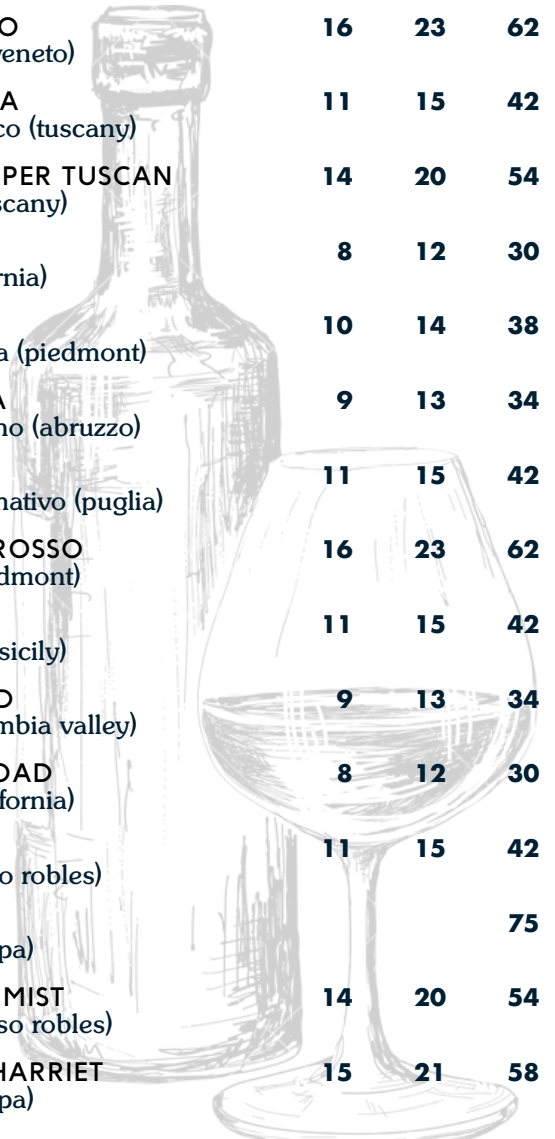 O 16 23 62
veneto)
A 11 15 42
co (tuscany)
PER TUSCAN 14 20 54
scany)
8 12 30
rnia)
10 14 38
a (piedmont)
A 9 13 34
no (abruzzo)
11 15 42
nativo (puglia)
ROSSO 16 23 62
dmont)
11 15 42
sicily)
D 9 13 34
mbia valley)
OAD 8 12 30
ifornia)
11 15 42
o robles)
75
pa)
MIST 14 20 54
so robles)
HARRIET 15 21 58
pa)